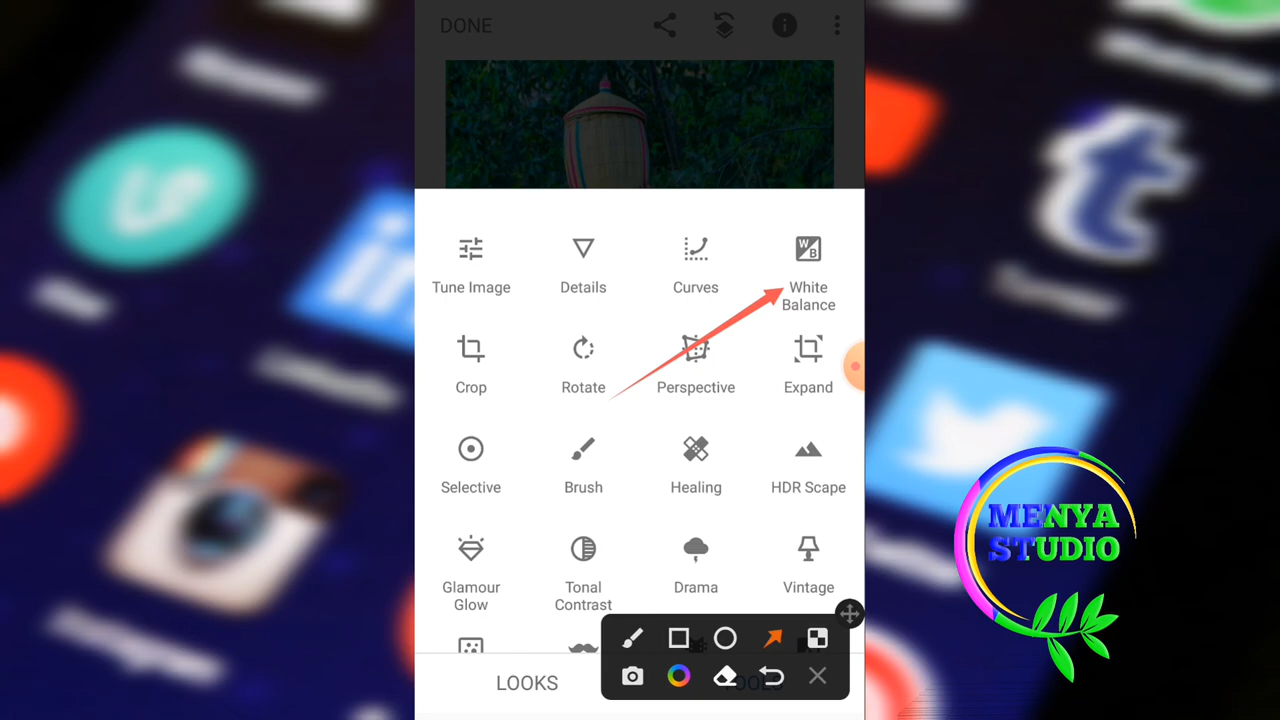 DONE
Tune Image
Details
Curves
White
Balance
Crop
Rotate
Perspective
Expand
Selective
Brush
Healing
HDR Scape
Glamour
Glow
Tonal
Contrast
Drama
Vintage
LOOKS
TOOLS
MENYA
STUDIO